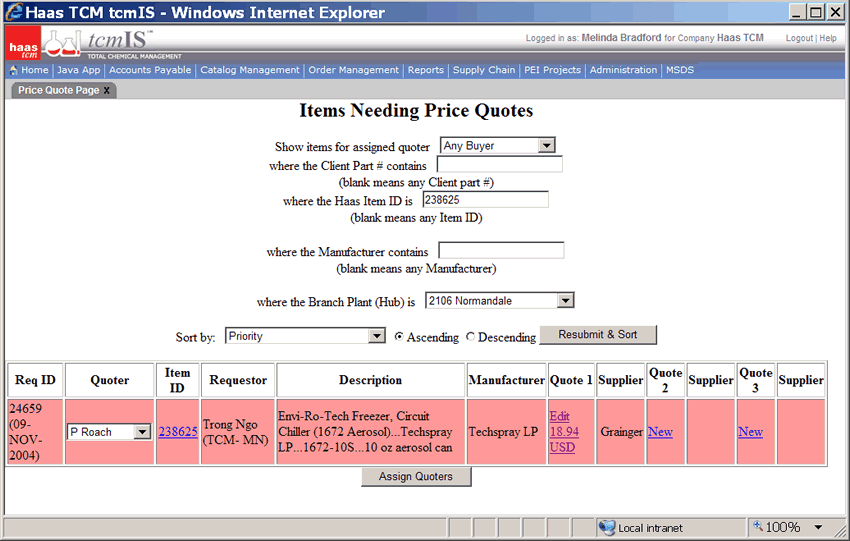 Haas TCM tcmIS - Windows Internet Explorer
haas tcm
tcmIS™
TOTAL CHEMICAL MANAGEMENT
Logged in as: Melinda Bradford for Company Haas TCM Logout | Help
Home | Java App | Accounts Payable | Catalog Management | Order Management | Reports | Supply Chain | PEI Projects | Administration | MSDS
Price Quote Page x
Items Needing Price Quotes
Show items for assigned quoter Any Buyer
where the Client Part # contains
(blank means any Client part #)
where the Haas Item ID is 238625
(blank means any Item ID)
where the Manufacturer contains
(blank means any Manufacturer)
where the Branch Plant (Hub) is 2106 Normandale
Sort by: Priority Ascending Descending Resubmit & Sort
Req ID Quoter Item ID Requestor Description Manufacturer Quote 1 Supplier Quote 2 Supplier Quote 3 Supplier
24659 (09-NOV-2004) P Roach 238625 Trong Ngo (TCM- MN) Envi-Ro-Tech Freezer, Circuit Chiller (1672 Aerosol)...Techspray LP...1672-10S...10 oz aerosol can Techspray LP Edit 18.94 USD Grainger New New
Assign Quoters
Local intranet 100%